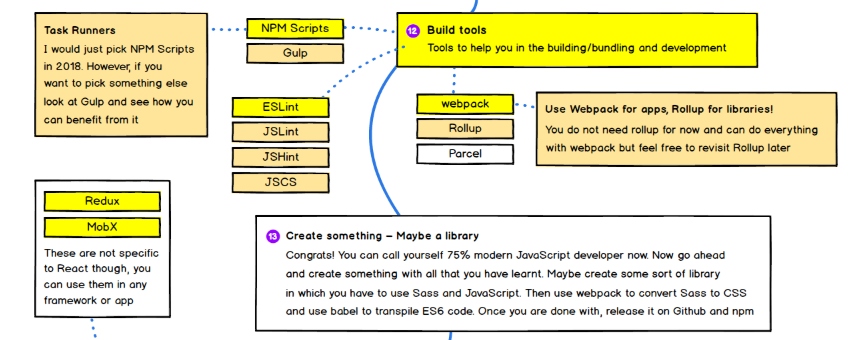 Task Runners
I would just pick NPM Scripts
in 2018. However, if you
want to pick something else
look at Gulp and see how you
can benefit from it
NPM Scripts
Gulp
12 Build tools
Tools to help you in the building/bundling and development
ESLint
JSLint
JSHint
JSCS
webpack
Rollup
Parcel
Use Webpack for apps, Rollup for libraries!
You do not need rollup for now and can do everything
with webpack but feel free to revisit Rollup later
Redux
MobX
These are not specific
to React though, you
can use them in any
framework or app
13 Create something – Maybe a library
Congrats! You can call yourself 75% modern JavaScript developer now. Now go ahead
and create something with all that you have learnt. Maybe create some sort of library
in which you have to use Sass and JavaScript. Then use webpack to convert Sass to CSS
and use babel to transpile ES6 code. Once you are done with, release it on Github and npm